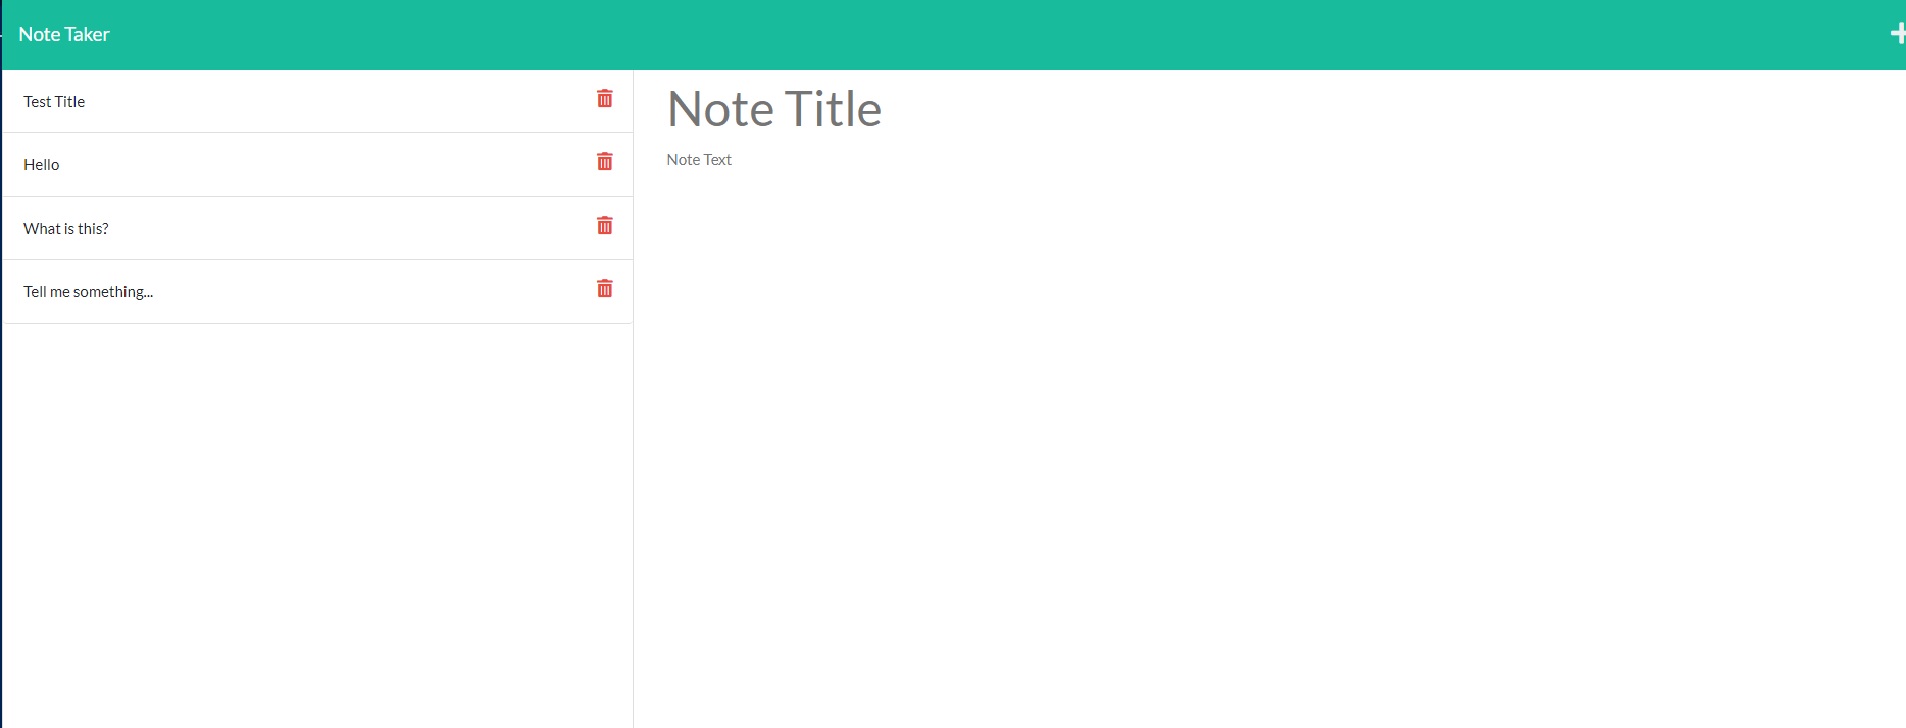 Note Taker
Test Title
Hello
What is this?
Tell me something...
Note Title
Note Text